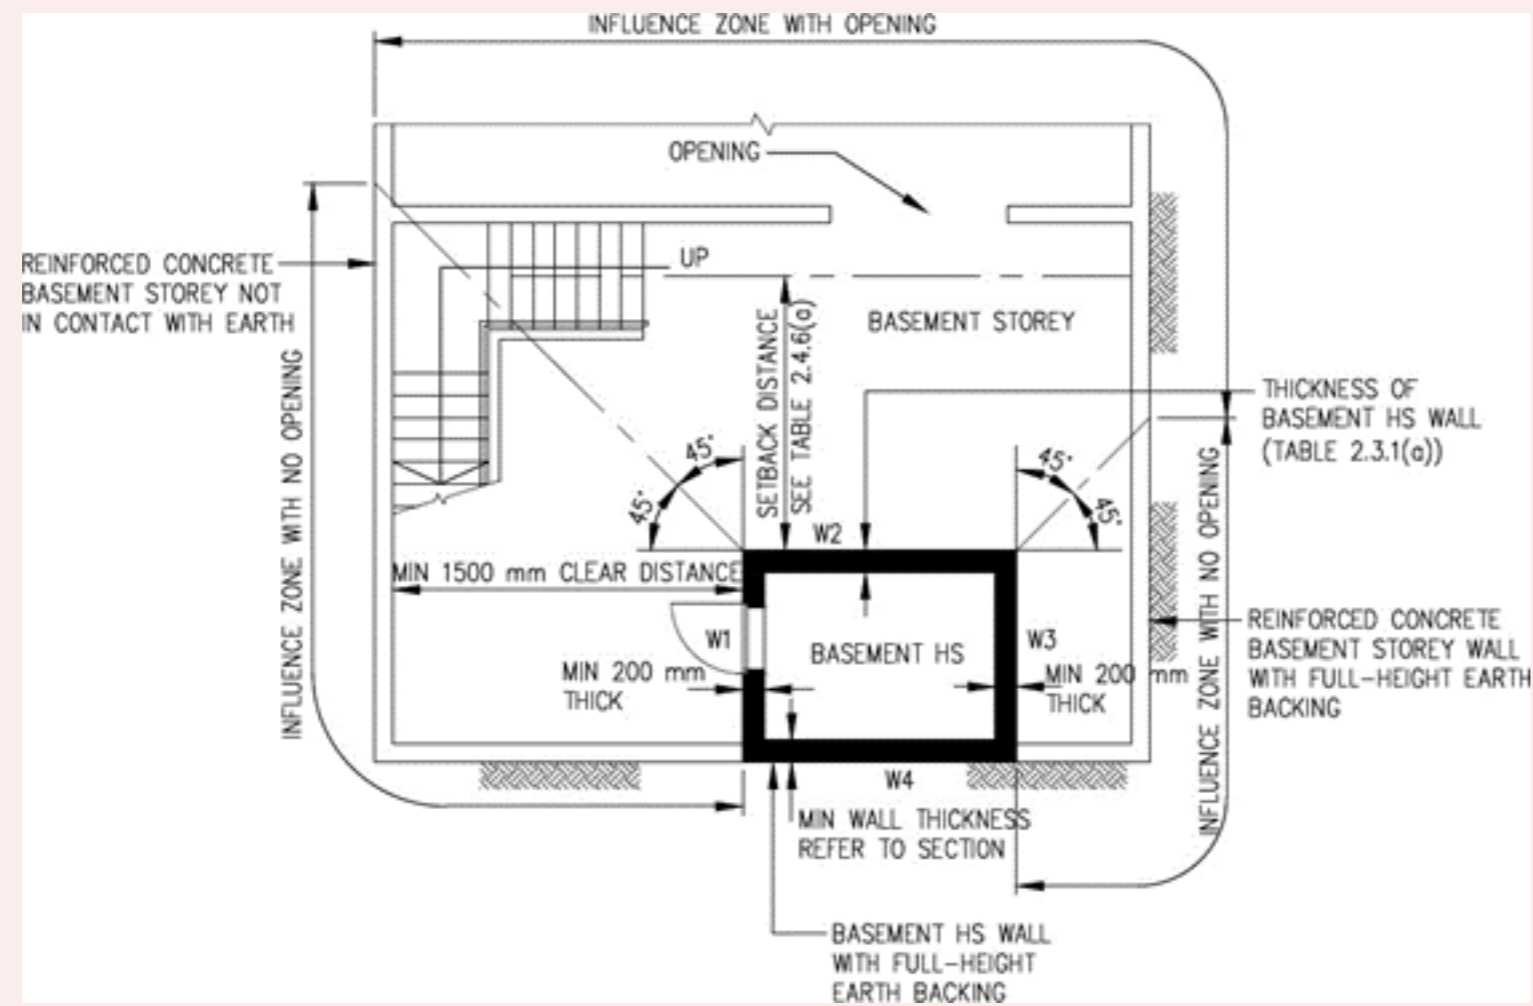 INFLUENCE ZONE WITH OPENING
OPENING
UP
REINFORCED CONCRETE
BASEMENT STOREY NOT
IN CONTACT WITH EARTH
INFLUENCE ZONE WITH NO OPENING
SETBACK DISTANCE
SEE TABLE 2.4.6(a)
BASEMENT STOREY
THICKNESS OF
BASEMENT HS WALL
(TABLE 2.3.1(a))
45°
45°
45°
45°
W2
MIN 1500 mm CLEAR DISTANCE
W1
BASEMENT HS
W3
MIN 200 mm
THICK
MIN 200 mm
THICK
INFLUENCE ZONE WITH NO OPENING
REINFORCED CONCRETE
BASEMENT STOREY WALL
WITH FULL-HEIGHT EARTH
BACKING
W4
MIN WALL THICKNESS
REFER TO SECTION
BASEMENT HS WALL
WITH FULL-HEIGHT
EARTH BACKING